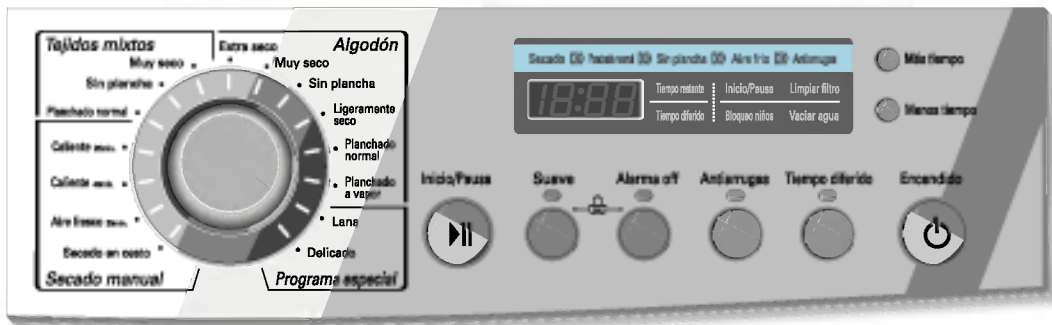 Tejidos mixtos
Extra seco
Algodón
Muy seco
Muy seco
Sin plancha
Sin plancha
Planchado normal
Ligeramente
seco
Planchado
normal
Caliente
Caliente
Planchado
a vapor
Aire fresco
Lana
Secado en cesto
Delicado
Secado manual
Programa especial
Secado Sin plancha Aire frío Antiarrugas
18:88
Tiempo restante Inicio/Pausa Limpiar filtro
Tiempo diferido Bloqueo niños Vaciar agua
Más tiempo
Menos tiempo
Inicio/Pausa
Suave
Alarma off
Antiarrugas
Tiempo diferido
Encendido